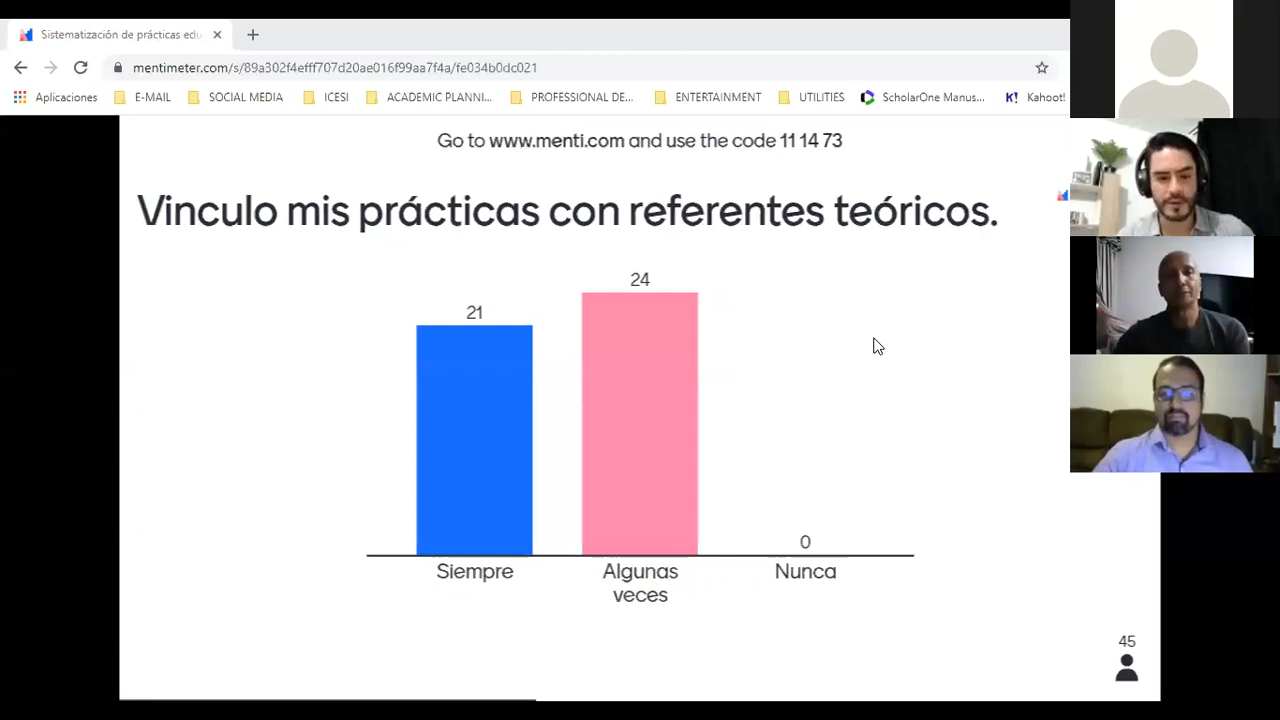 Sistematización de prácticas edu
mentimeter.com/s/89a302f4efff707d20ae016f99aa7f4a/fe034b0dc021
Aplicaciones E-MAIL SOCIAL MEDIA ICESI ACADEMIC PLANNI... PROFESSIONAL DE... ENTERTAINMENT UTILITIES ScholarOne Manus... K! Kahoot!
Go to www.menti.com and use the code 11 14 73
Vinculo mis prácticas con referentes teóricos.
24
21
0
Siempre
Algunas
veces
Nunca
45